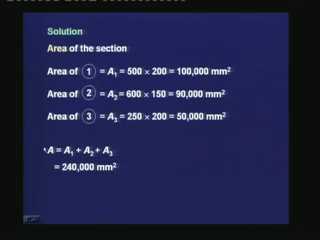 Solution
Area of the section
Area of 1 = A₁ = 500 × 200 = 100,000 mm²
Area of 2 = A₂ = 600 × 150 = 90,000 mm²
Area of 3 = A₃ = 250 × 200 = 50,000 mm²
A = A₁ + A₂ + A₃
= 240,000 mm²